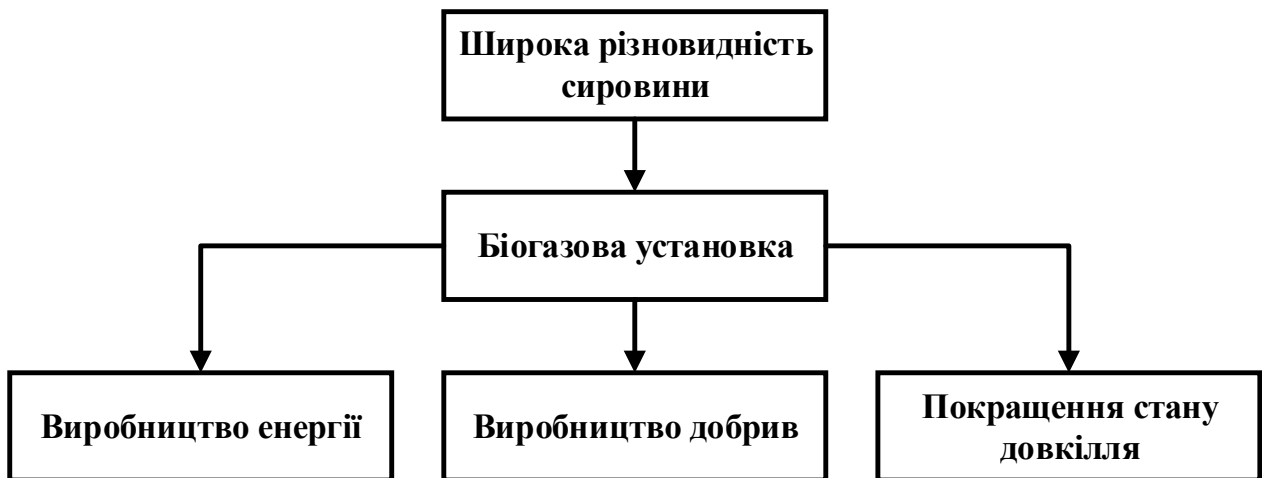 Широка різновидність
сировини
Біогазова установка
Виробництво енергії
Виробництво добрив
Покращення стану
довкілля